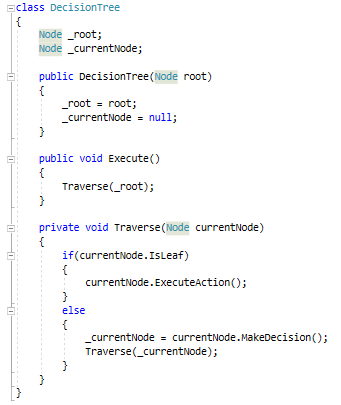 class DecisionTree
{
    Node _root;
    Node _currentNode;

    public DecisionTree(Node root)
    {
        _root = root;
        _currentNode = null;
    }

    public void Execute()
    {
        Traverse(_root);
    }

    private void Traverse(Node currentNode)
    {
        if(currentNode.IsLeaf)
        {
            currentNode.ExecuteAction();
        }
        else
        {
            _currentNode = currentNode.MakeDecision();
            Traverse(_currentNode);
        }
    }
}